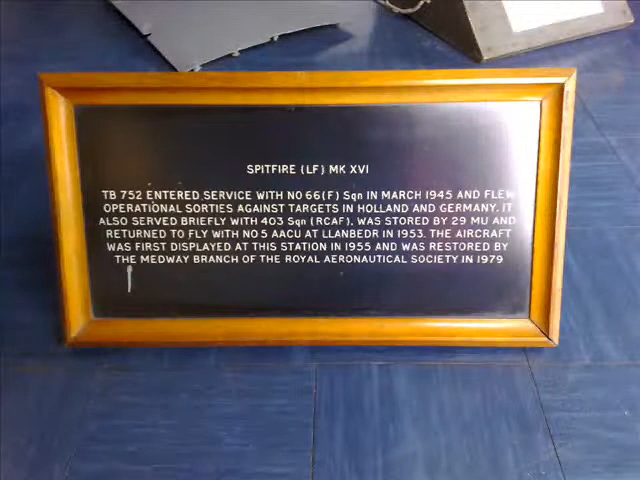 SPITFIRE (LF) MK XVI
TB 752 ENTERED SERVICE WITH NO 66(F) Sqn IN MARCH 1945 AND FLEW
OPERATIONAL SORTIES AGAINST TARGETS IN HOLLAND AND GERMANY. IT
ALSO SERVED BRIEFLY WITH 403 Sqn (RCAF), WAS STORED BY 29 MU AND
RETURNED TO FLY WITH NO 5 AACU AT LLANBEDR IN 1953. THE AIRCRAFT
WAS FIRST DISPLAYED AT THIS STATION IN 1955 AND WAS RESTORED BY
THE MEDWAY BRANCH OF THE ROYAL AERONAUTICAL SOCIETY IN 1979